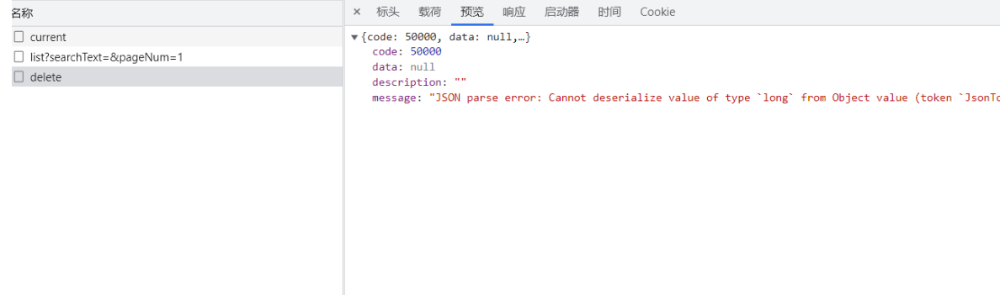 名称
× 标头 载荷 预览 响应 启动器 时间 Cookie
current
list?searchText=&pageNum=1
delete
▼{code: 50000, data: null,…}
code: 50000
data: null
description: ""
message: "JSON parse error: Cannot deserialize value of type `long` from Object value (token `JsonTo